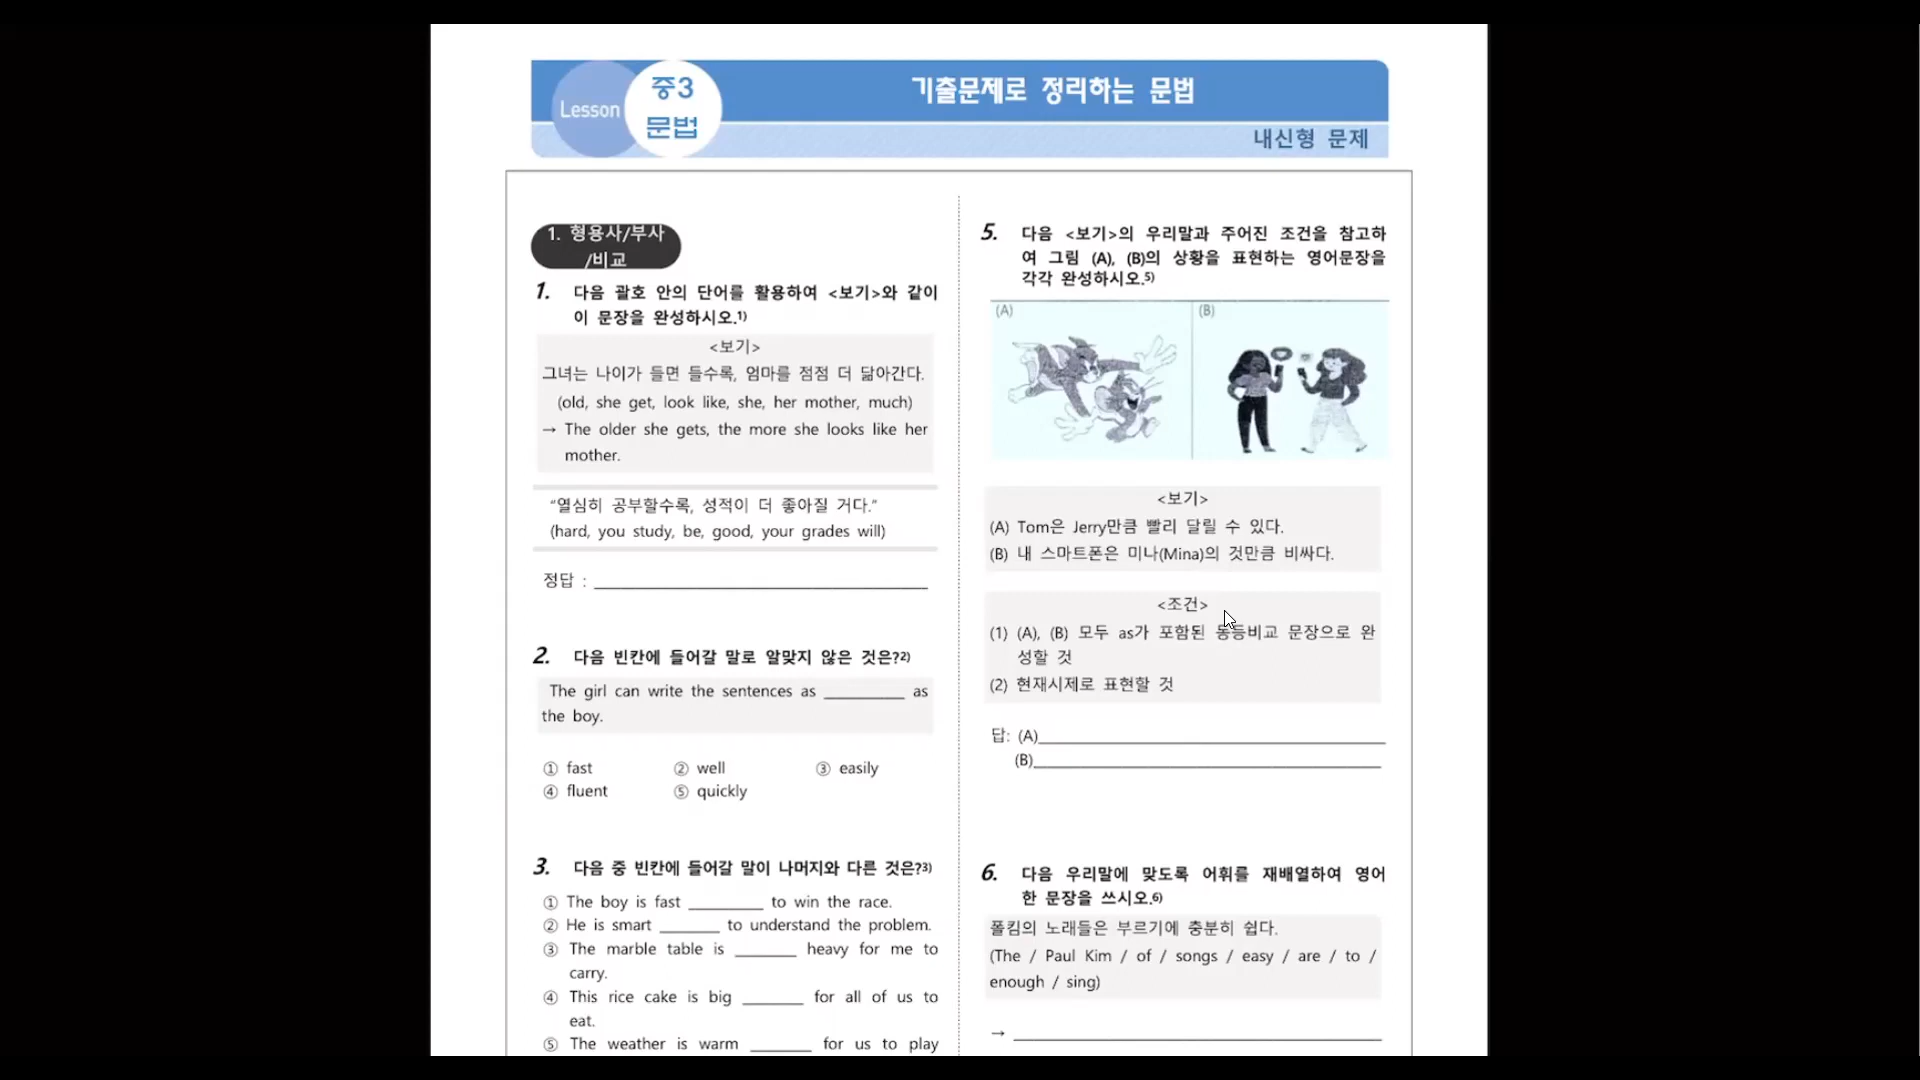 Lesson
중3
문법
기출문제로 정리하는 문법
내신형 문제
1. 형용사/부사
/비교
1. 다음 괄호 안의 단어를 활용하여 <보기>와 같이
이 문장을 완성하시오.1)
<보기>
그녀는 나이가 들면 들수록, 엄마를 점점 더 닮아간다.
(old, she get, look like, she, her mother, much)
→ The older she gets, the more she looks like her
mother.
“열심히 공부할수록, 성적이 더 좋아질 거다.”
(hard, you study, be, good, your grades will)
정답 : ____________________
2. 다음 빈칸에 들어갈 말로 알맞지 않은 것은?2)
The girl can write the sentences as __________ as
the boy.
① fast ② well ③ easily
④ fluent ⑤ quickly
3. 다음 중 빈칸에 들어갈 말이 나머지와 다른 것은?3)
① The boy is fast _________ to win the race.
② He is smart _______ to understand the problem.
③ The marble table is _______ heavy for me to
carry.
④ This rice cake is big _______ for all of us to
eat.
⑤ The weather is warm _______ for us to play
5. 다음 <보기>의 우리말과 주어진 조건을 참고하
여 그림 (A), (B)의 상황을 표현하는 영어문장을
각각 완성하시오.5)
(A) (B)
<보기>
(A) Tom은 Jerry만큼 빨리 달릴 수 있다.
(B) 내 스마트폰은 미나(Mina)의 것만큼 비싸다.
<조건>
(1) (A), (B) 모두 as가 포함된 동등비교 문장으로 완
성할 것
(2) 현재시제로 표현할 것
답: (A)____________________
(B)____________________
6. 다음 우리말에 맞도록 어휘를 재배열하여 영어
한 문장을 쓰시오.6)
폴킴의 노래들은 부르기에 충분히 쉽다.
(The / Paul Kim / of / songs / easy / are / to /
enough / sing)
→ ____________________